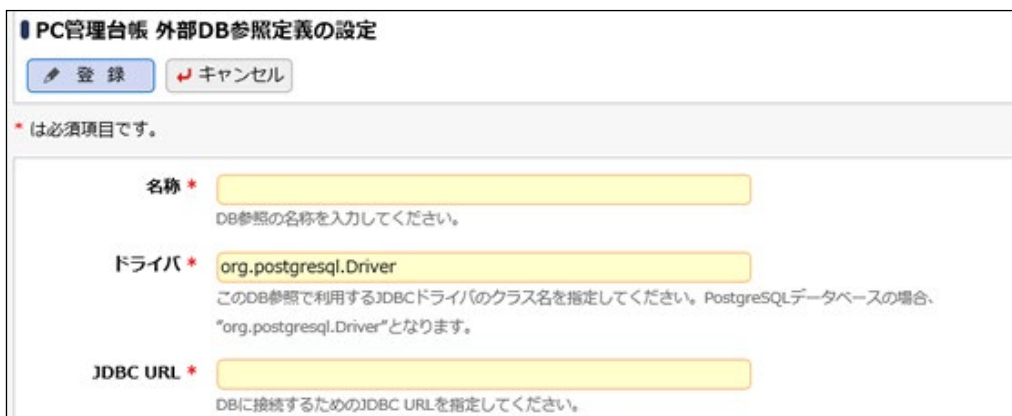 PC管理台帳 外部DB参照定義の設定
登 録 キャンセル
* は必須項目です。
名称 *
DB参照の名称を入力してください。
ドライバ * org.postgresql.Driver
このDB参照で利用するJDBCドライバのクラス名を指定してください。PostgreSQLデータベースの場合、
"org.postgresql.Driver"となります。
JDBC URL *
DBに接続するためのJDBC URLを指定してください。